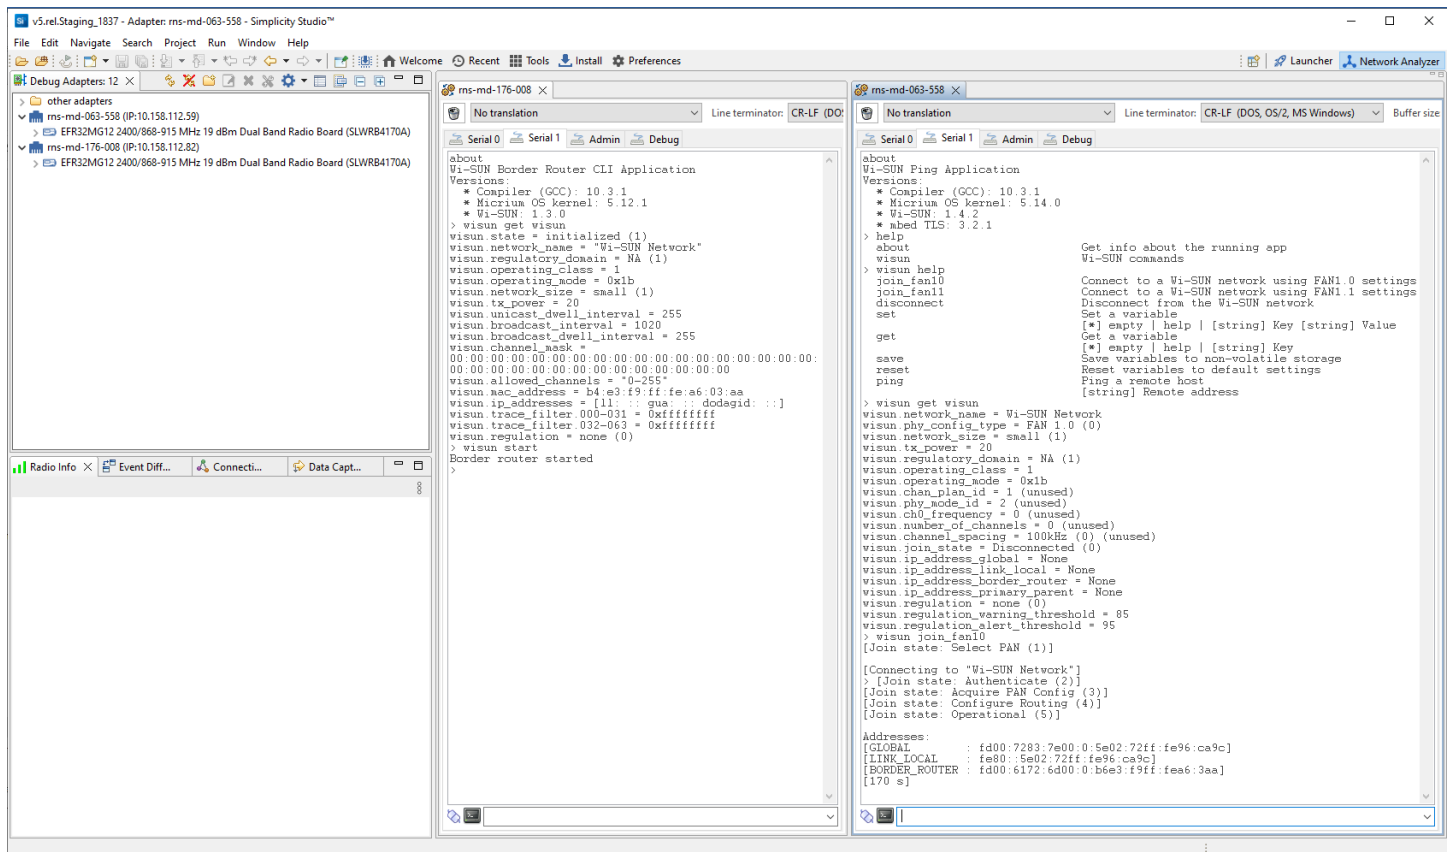 v5.rel.Staging_1837 - Adapter: rns-md-063-558 - Simplicity Studio™
File Edit Navigate Search Project Run Window Help
Welcome Recent Tools Install Preferences Launcher Network Analyzer
Debug Adapters: 12
other adapters
rns-md-063-558 (IP:10.158.112.59)
EFR32MG12 2400/868-915 MHz 19 dBm Dual Band Radio Board (SLWRB4170A)
rns-md-176-008 (IP:10.158.112.82)
EFR32MG12 2400/868-915 MHz 19 dBm Dual Band Radio Board (SLWRB4170A)
Radio Info Event Diff... Connecti... Data Capt...
rns-md-176-008
No translation Line terminator: CR-LF (DO
Serial 0 Serial 1 Admin Debug
about
Wi-SUN Border Router CLI Application
Versions:
* Compiler (GCC): 10.3.1
* Micrium OS kernel: 5.12.1
* Wi-SUN: 1.3.0
> wisun get wisun
wisun.state = initialized (1)
wisun.network_name = "Wi-SUN Network"
wisun.regulatory_domain = NA (1)
wisun.operating_class = 1
wisun.operating_mode = 0x1b
wisun.network_size = small (1)
wisun.tx_power = 20
wisun.unicast_dwell_interval = 255
wisun.broadcast_interval = 1020
wisun.broadcast_dwell_interval = 255
wisun.channel_mask =
00:00:00:00:00:00:00:00:00:00:00:00:00:00:00:00:00:
00:00:00:00:00:00:00:00:00:00:00:00:00
wisun.allowed_channels = "0-255"
wisun.mac_address = b4:e3:f9:ff:fe:a6:03:aa
wisun.ip_addresses = [ll: :: gua: :: dodagid: ::]
wisun.trace_filter.000-031 = 0xffffffff
wisun.trace_filter.032-063 = 0xffffffff
wisun.regulation = none (0)
> wisun start
Border router started
>
rns-md-063-558
No translation Line terminator: CR-LF (DOS, OS/2, MS Windows) Buffer size
Serial 0 Serial 1 Admin Debug
about
Wi-SUN Ping Application
Versions:
* Compiler (GCC): 10.3.1
* Micrium OS kernel: 5.14.0
* Wi-SUN: 1.4.2
* mbed TLS: 3.2.1
> help
about Get info about the running app
wisun Wi-SUN commands
> wisun help
join_fan10 Connect to a Wi-SUN network using FAN1.0 settings
join_fan11 Connect to a Wi-SUN network using FAN1.1 settings
disconnect Disconnect from the Wi-SUN network
set Set a variable
[*] empty | help | [string] Key [string] Value
get Get a variable
[*] empty | help | [string] Key
save Save variables to non-volatile storage
reset Reset variables to default settings
ping Ping a remote host
[string] Remote address
> wisun get wisun
wisun.network_name = Wi-SUN Network
wisun.phy_config_type = FAN 1.0 (0)
wisun.network_size = small (1)
wisun.tx_power = 20
wisun.regulatory_domain = NA (1)
wisun.operating_class = 1
wisun.operating_mode = 0x1b
wisun.chan_plan_id = 1 (unused)
wisun.phy_mode_id = 2 (unused)
wisun.ch0_frequency = 0 (unused)
wisun.number_of_channels = 0 (unused)
wisun.channel_spacing = 100kHz (0) (unused)
wisun.join_state = Disconnected (0)
wisun.ip_address_global = None
wisun.ip_address_link_local = None
wisun.ip_address_border_router = None
wisun.ip_address_primary_parent = None
wisun.regulation = none (0)
wisun.regulation_warning_threshold = 85
wisun.regulation_alert_threshold = 95
> wisun join_fan10
[Join state: Select PAN (1)]
[Connecting to "Wi-SUN Network"]
> [Join state: Authenticate (2)]
[Join state: Acquire PAN Config (3)]
[Join state: Configure Routing (4)]
[Join state: Operational (5)]
Addresses:
[GLOBAL : fd00:7283:7e00:0:5e02:72ff:fe96:ca9c]
[LINK_LOCAL : fe80::5e02:72ff:fe96:ca9c]
[BORDER_ROUTER : fd00:6172:6d00:0:b6e3:f9ff:fea6:3aa]
[170 s]